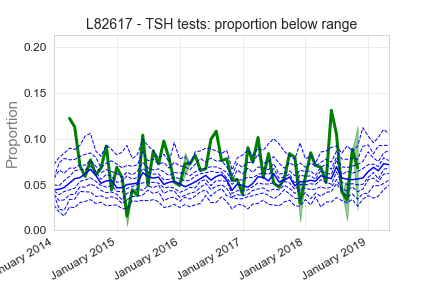 L82617 - TSH tests: proportion below range
0.20
0.15
Proportion
0.10
0.05
0.00
January 2015
January 2016
January 2017
January 2018
January 2019
nuary 2014